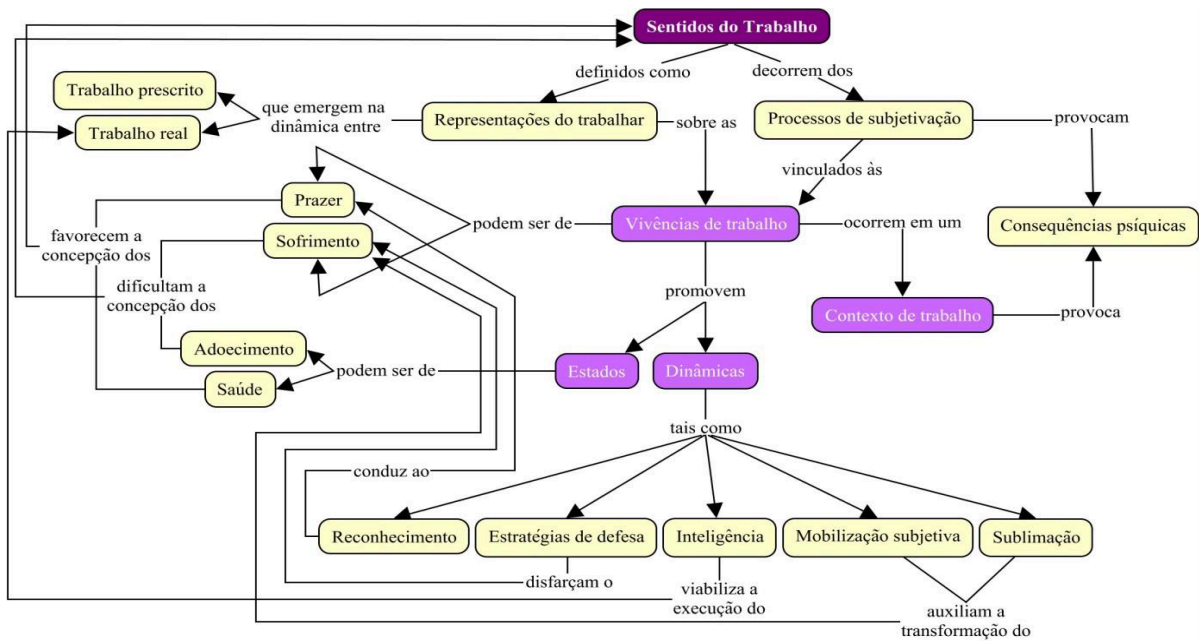 Sentidos do Trabalho
definidos como
decorrem dos
Trabalho prescrito
que emergem na
dinâmica entre
Trabalho real
Representações do trabalhar
sobre as
Processos de subjetivação
provocam
vinculados às
Prazer
podem ser de
Vivências de trabalho
ocorrem em um
Consequências psíquicas
favorecem a
concepção dos
Sofrimento
dificultam a
concepção dos
promovem
Contexto de trabalho
provoca
Adoecimento
Saúde
podem ser de
Estados
Dinâmicas
tais como
conduz ao
Reconhecimento
Estratégias de defesa
Inteligência
Mobilização subjetiva
Sublimação
disfarçam o
viabiliza a
execução do
auxiliam a
transformação do